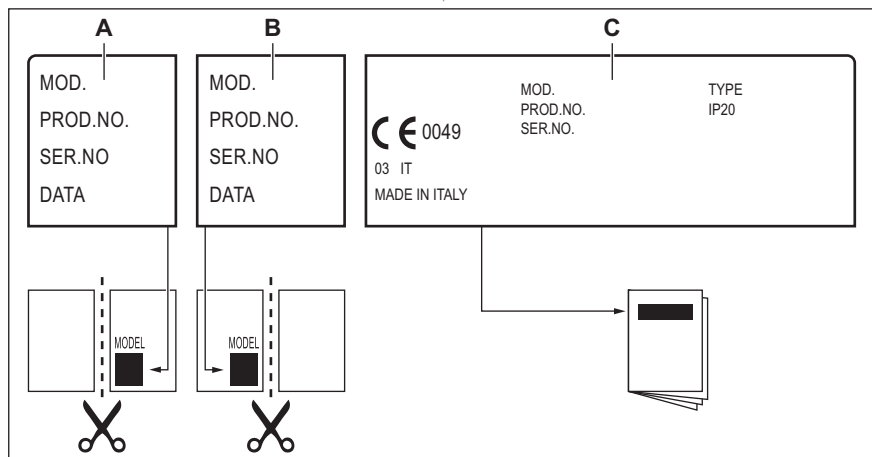 A
B
C
MOD.
PROD.NO.
SER.NO
DATA
MOD.
PROD.NO.
SER.NO
DATA
MOD.
PROD.NO.
SER.NO.
TYPE
IP20
CE 0049
03 IT
MADE IN ITALY
MODEL
MODEL